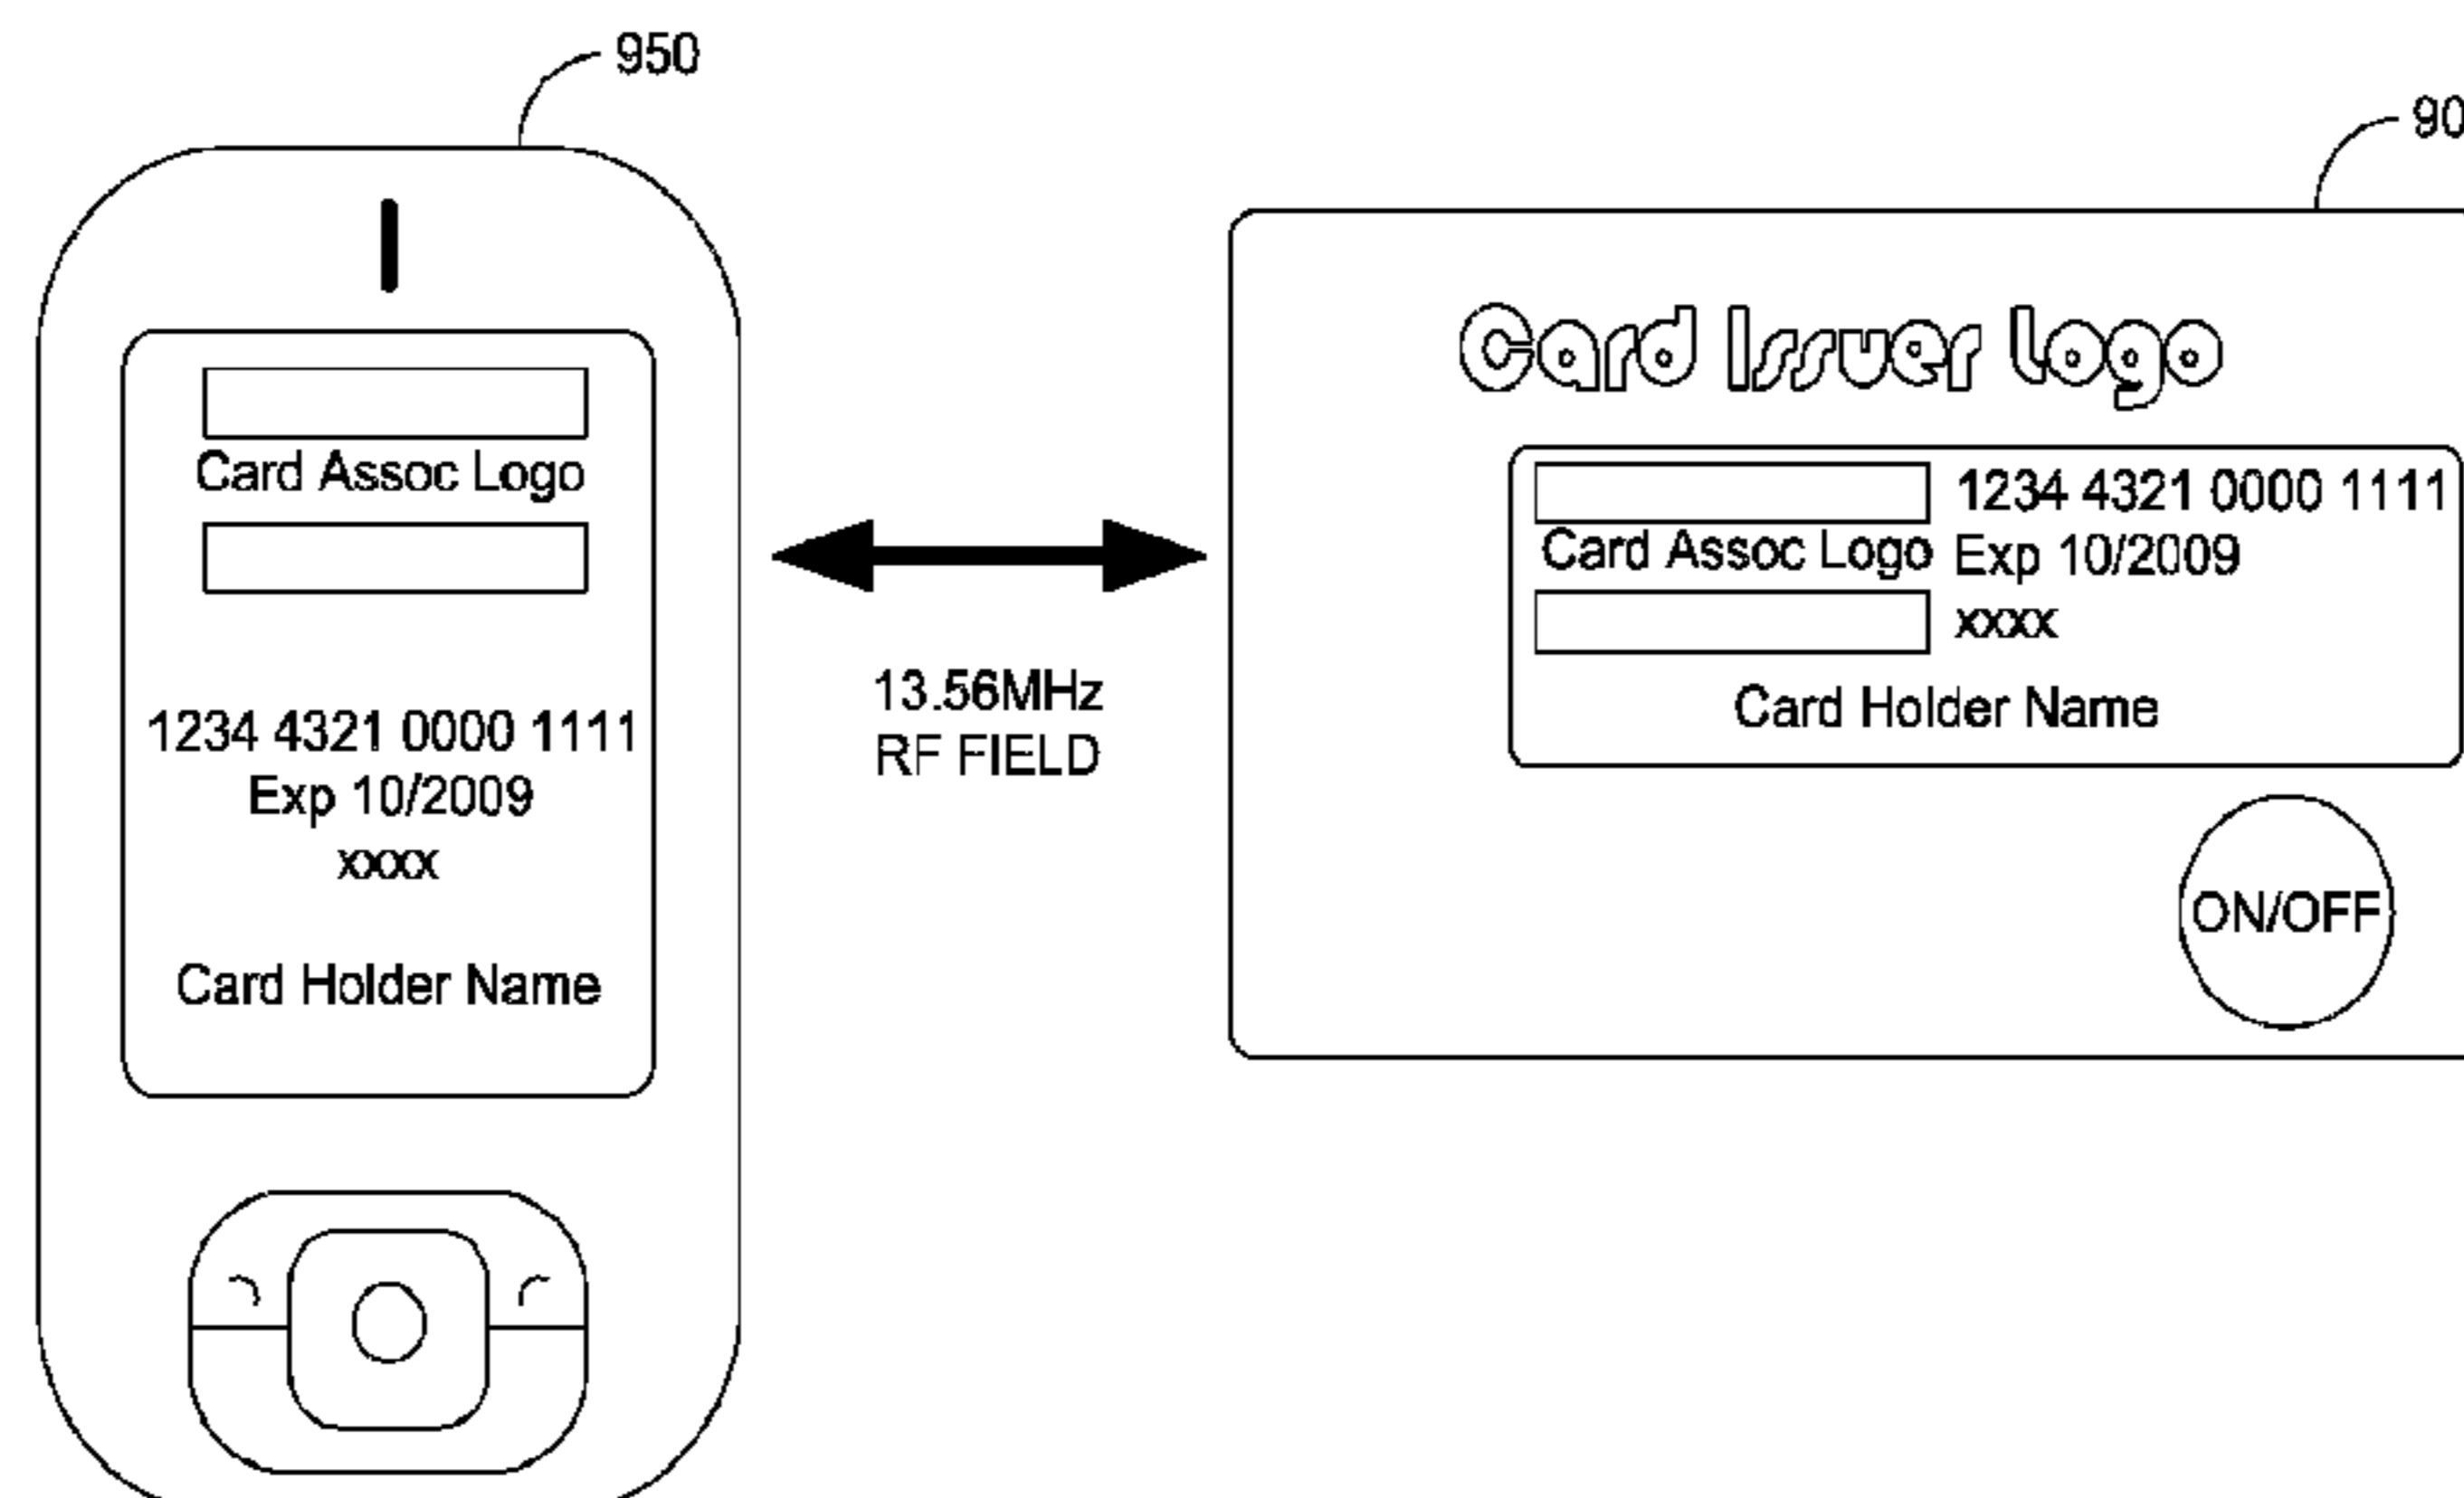 950
Card Assoc Logo
1234 4321 0000 1111
Exp 10/2009
xxxx
Card Holder Name
13.56MHz
RF FIELD
Card Issuer Logo
1234 4321 0000 1111
Card Assoc Logo Exp 10/2009
xxxx
Card Holder Name
ON/OFF